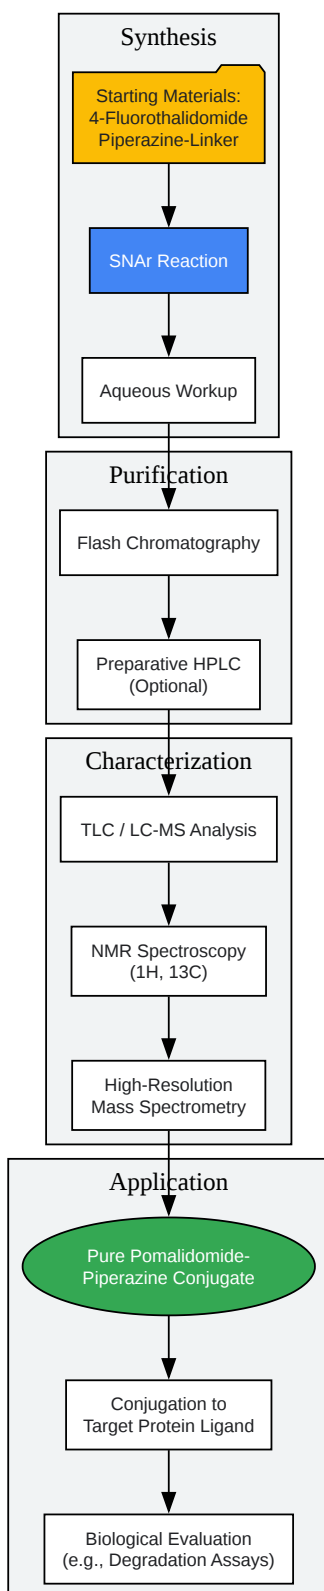 Synthesis
Starting Materials:
4-Fluorothalidomide
Piperazine-Linker
SNAr Reaction
Aqueous Workup
Purification
Flash Chromatography
Preparative HPLC
(Optional)
Characterization
TLC / LC-MS Analysis
NMR Spectroscopy
(1H, 13C)
High-Resolution
Mass Spectrometry
Application
Pure Pomalidomide-
Piperazine Conjugate
Conjugation to
Target Protein Ligand
Biological Evaluation
(e.g., Degradation Assays)